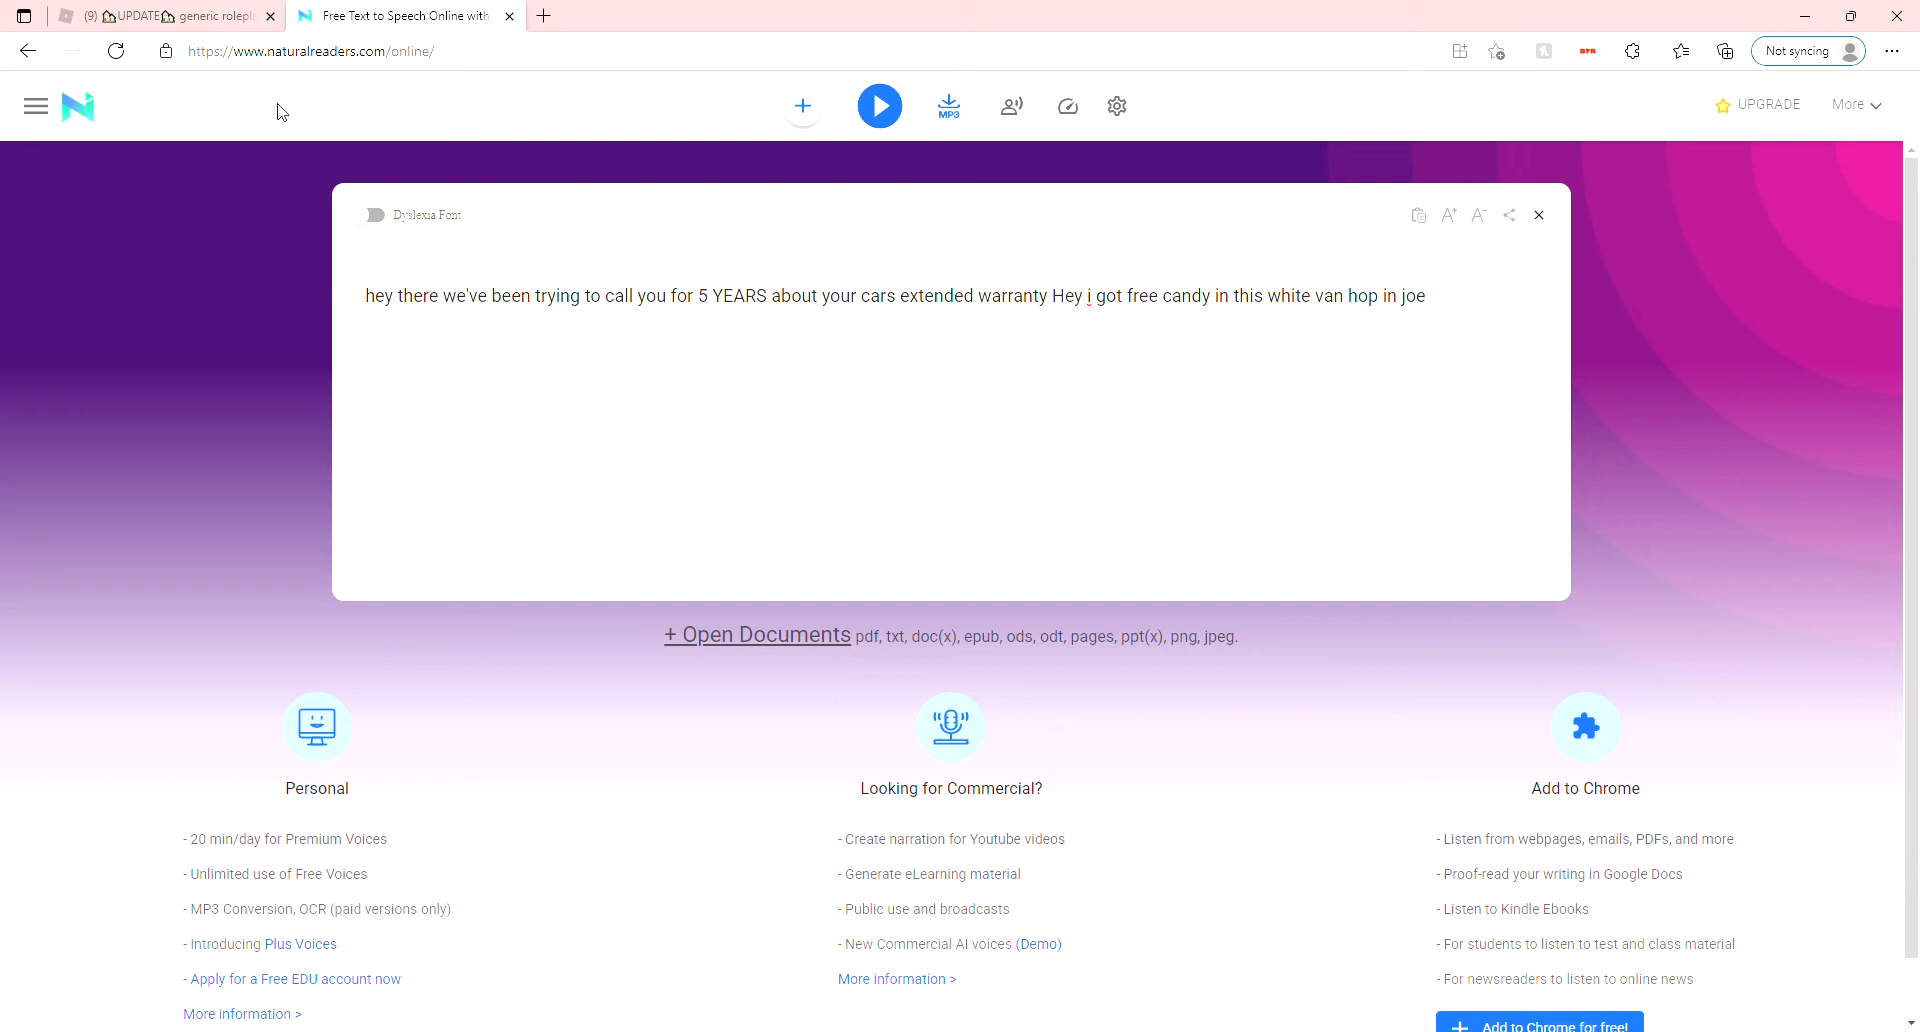 (9) 🏡UPDATE🏡 generic rolepl
Free Text to Speech Online with
https://www.naturalreaders.com/online/
Not syncing
MP3
UPGRADE
More
Dyslexia Font
A+ A-
hey there we've been trying to call you for 5 YEARS about your cars extended warranty Hey i got free candy in this white van hop in joe
+ Open Documents pdf, txt, doc(x), epub, ods, odt, pages, ppt(x), png, jpeg.
Personal
- 20 min/day for Premium Voices
- Unlimited use of Free Voices
- MP3 Conversion, OCR (paid versions only)
- Introducing Plus Voices
- Apply for a Free EDU account now
More information >
Looking for Commercial?
- Create narration for Youtube videos
- Generate eLearning material
- Public use and broadcasts
- New Commercial AI voices (Demo)
More information >
Add to Chrome
- Listen from webpages, emails, PDFs, and more
- Proof-read your writing in Google Docs
- Listen to Kindle Ebooks
- For students to listen to test and class material
- For newsreaders to listen to online news
+ Add to Chrome for free!